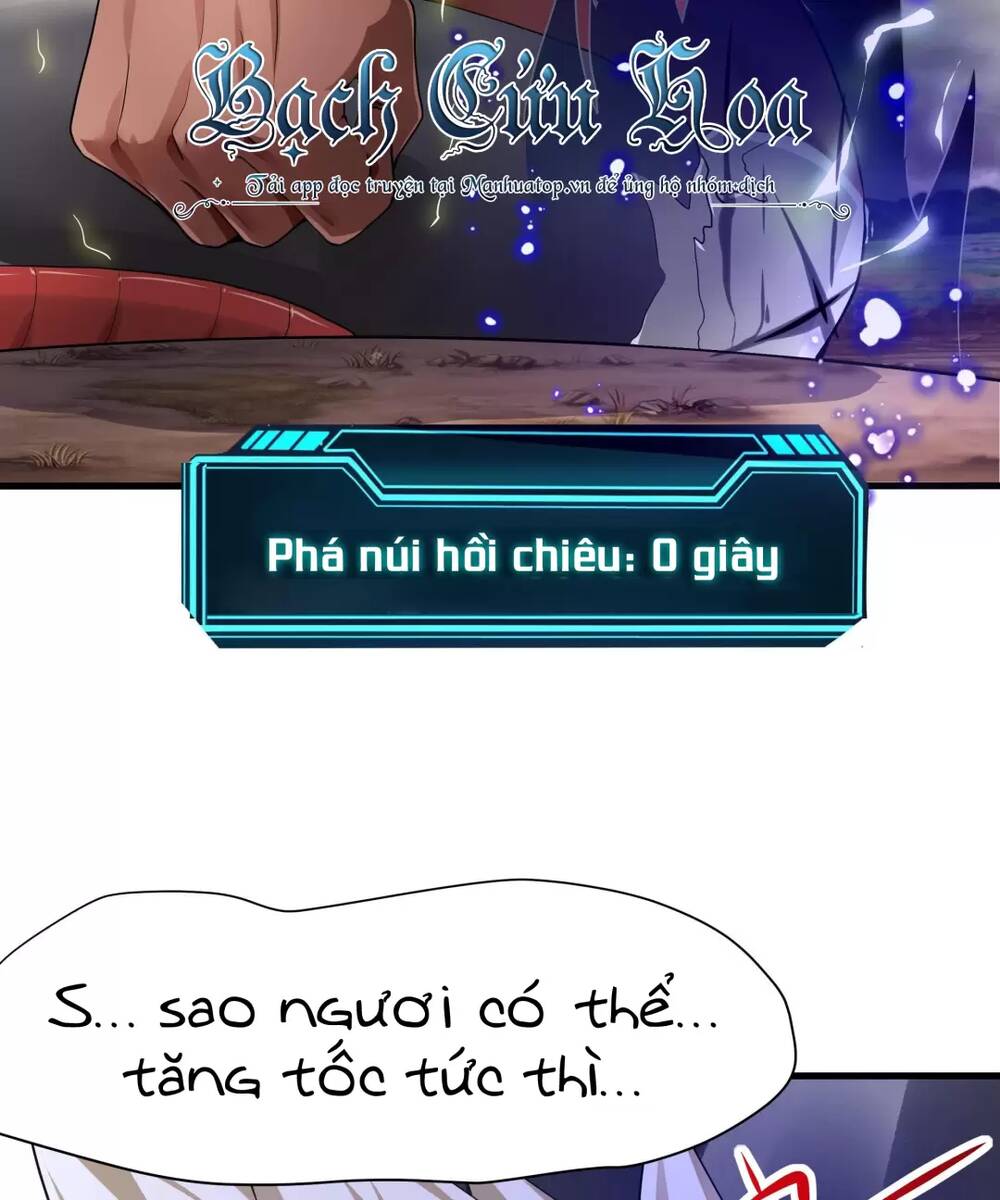 Bạch Cửu Hoa
Tải app đọc truyện tại Manhuatop.vn để ủng hộ nhóm dịch
Phá núi hồi chiêu: 0 giây
S... sao ngươi có thể...
tăng tốc tức thì...